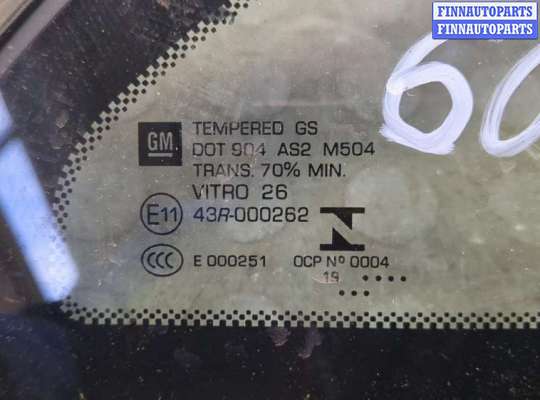 FINNAUTOPARTS
FINNAUTOPARTS
60
GM
TEMPERED GS
DOT 904 AS2 M504
TRANS. 70% MIN.
VITRO 26
E11 43R-000262 N
CCC E 000251 OCP Nº 0004
19